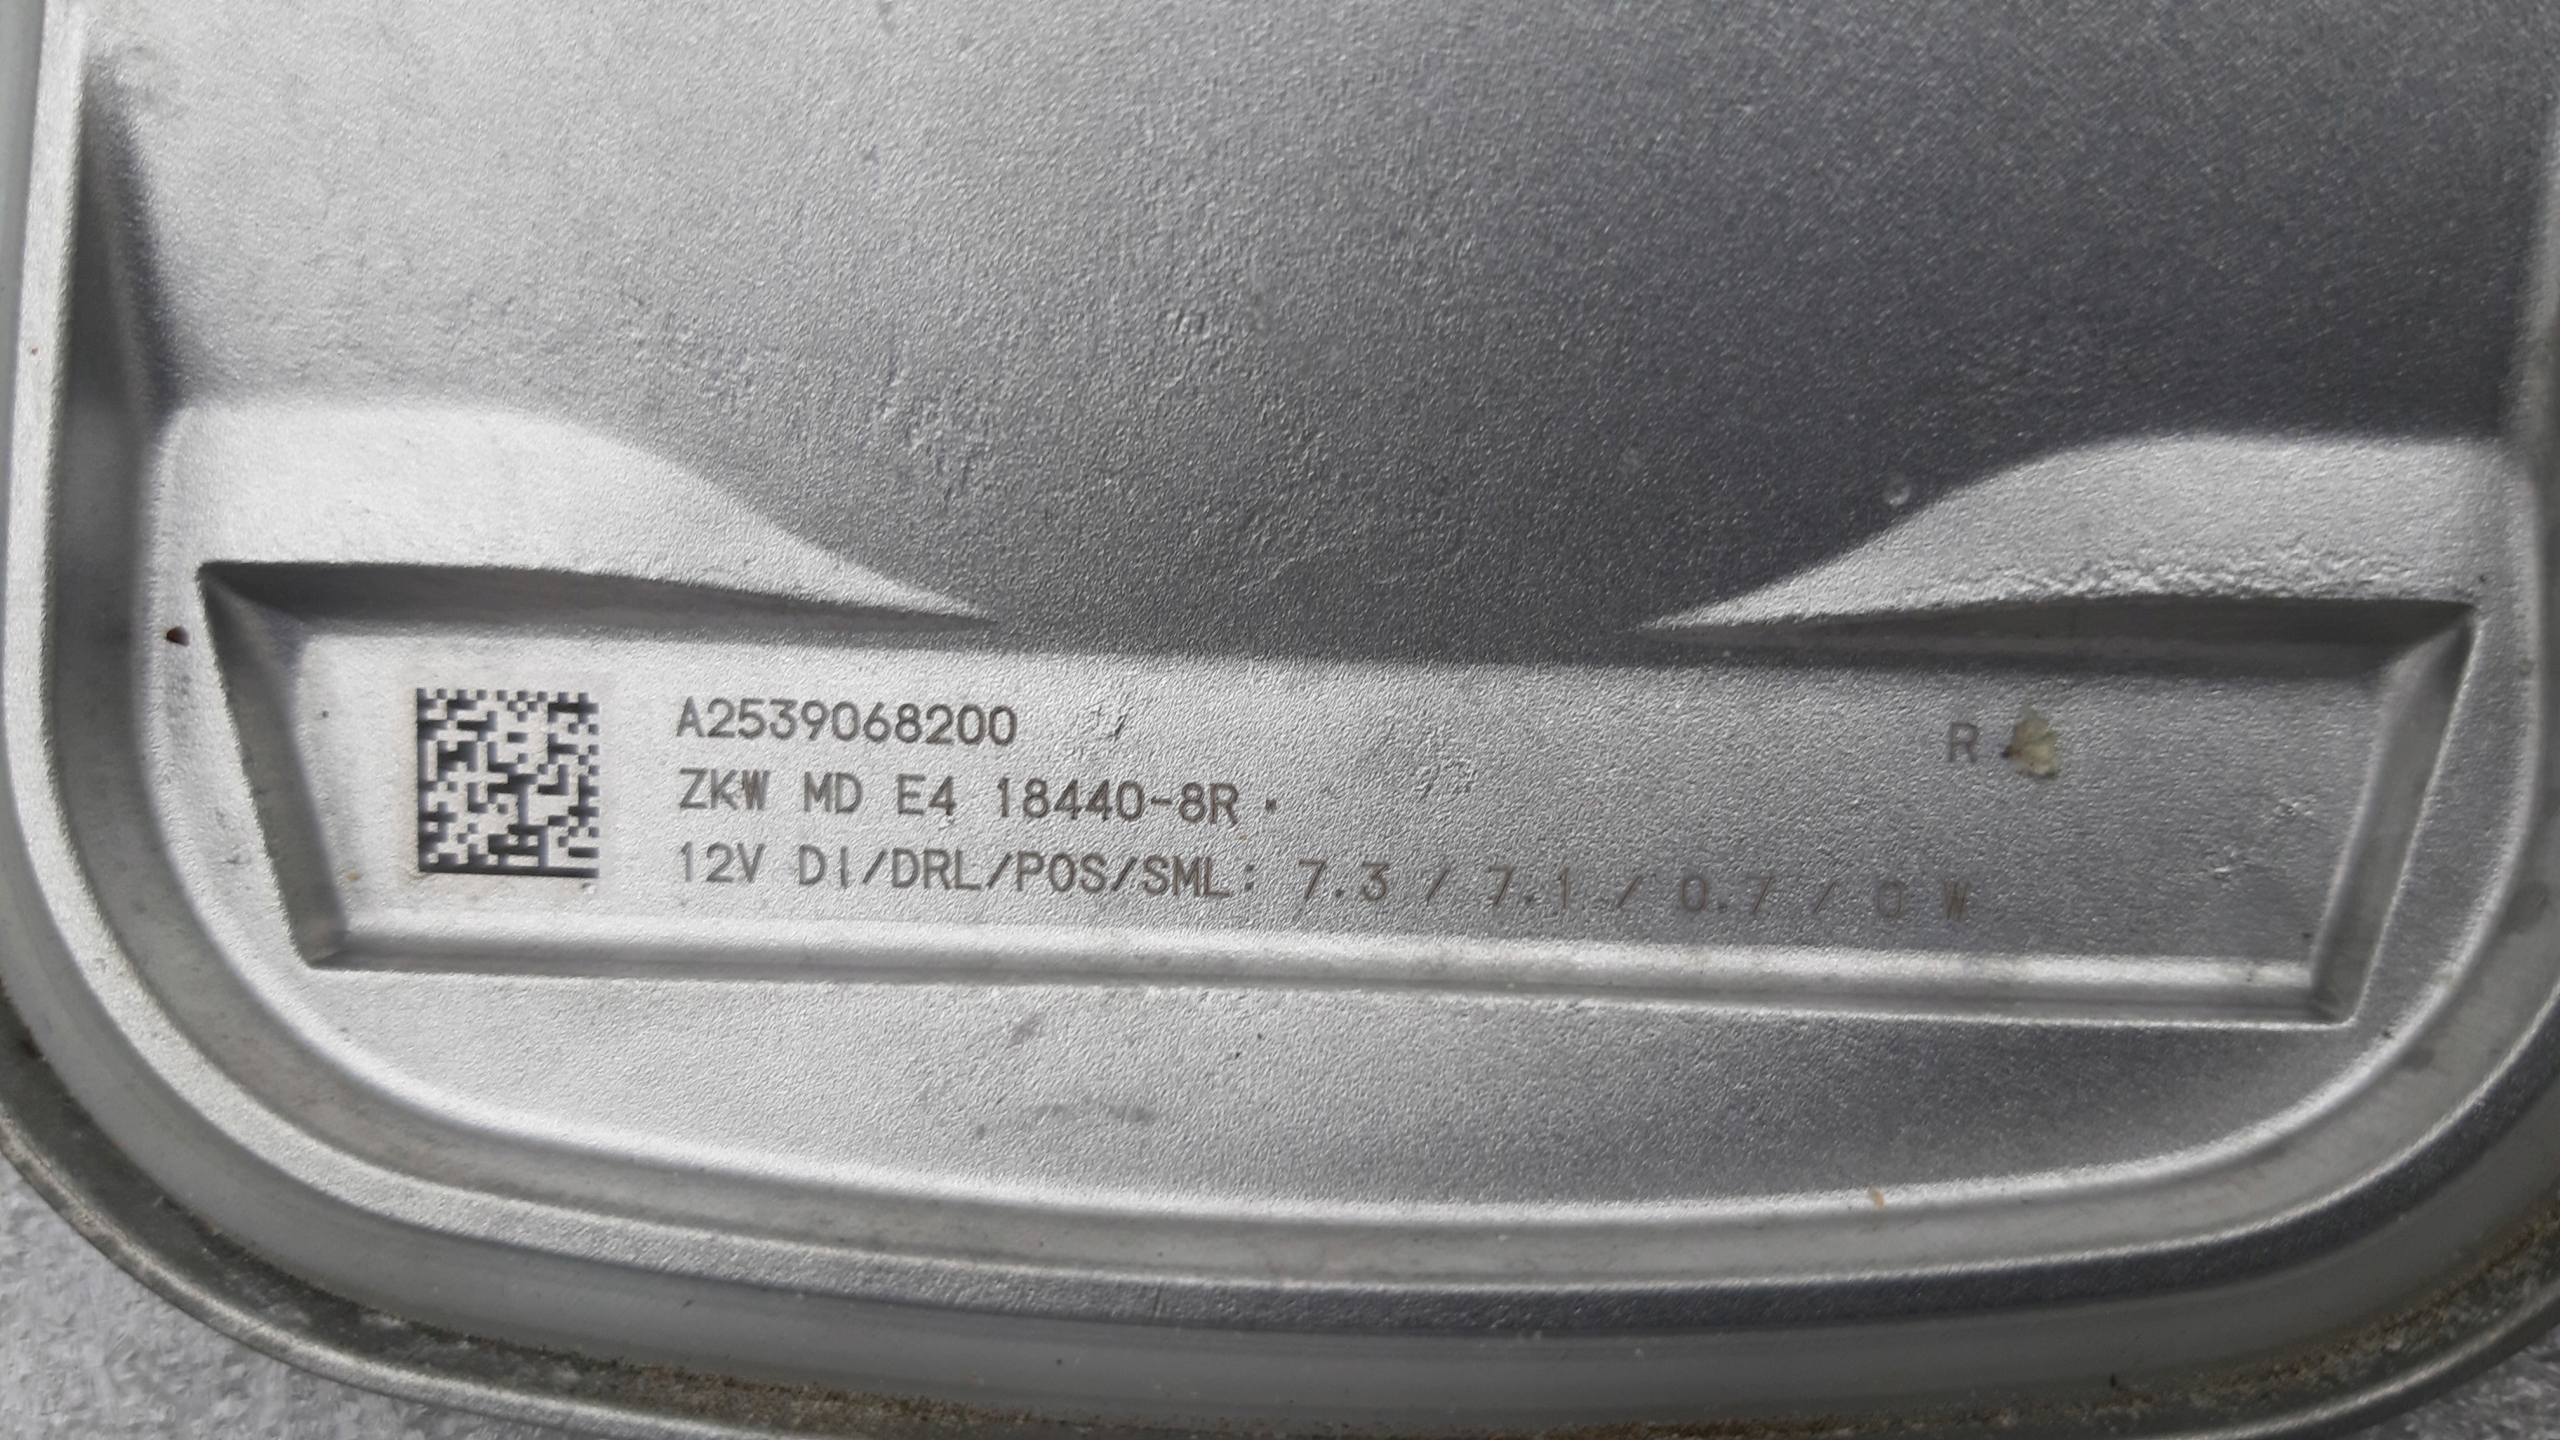 A2539068200 R
ZKW MD E4 18440-8R
12V DI/DRL/POS/SML: 7.3 / 7.1 / 0.7 / 0 W